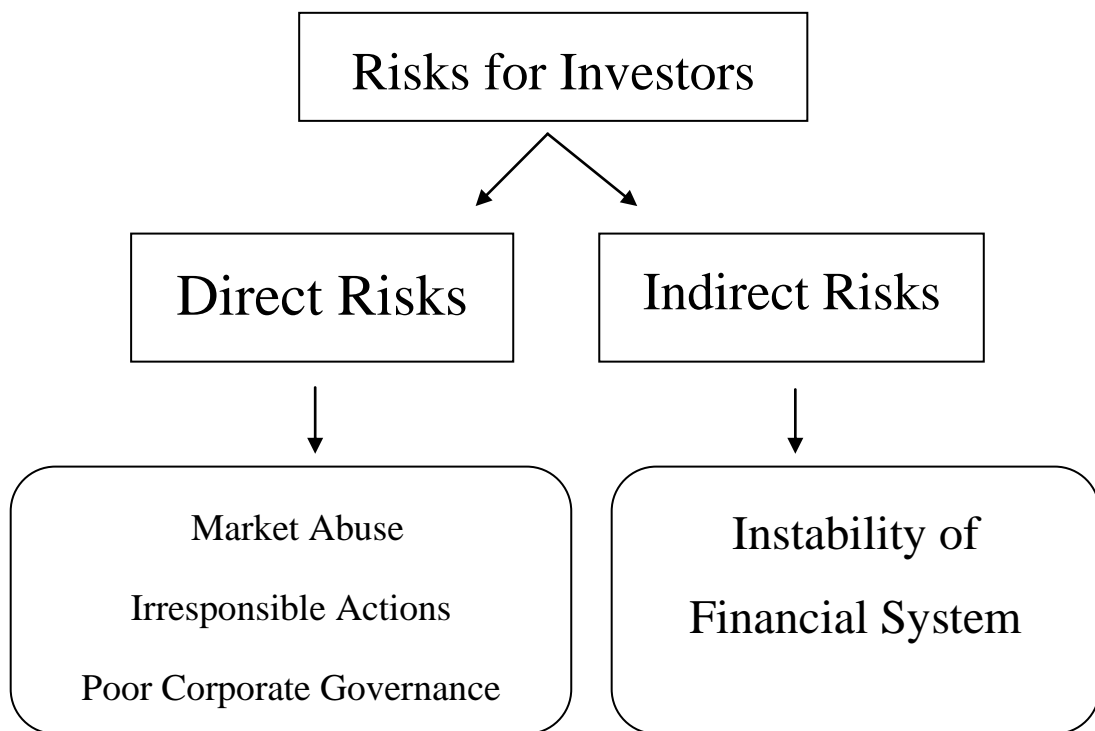 Risks for Investors
Direct Risks
Indirect Risks
Market Abuse
Irresponsible Actions
Poor Corporate Governance
Instability of
Financial System